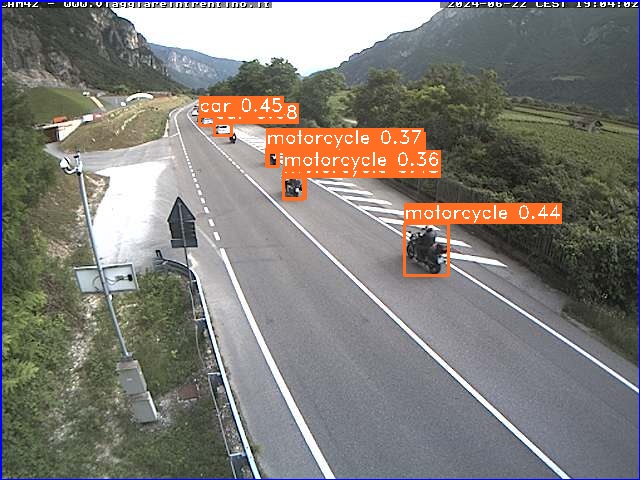 CAM42 - www.viaggiareintrentino.it
2024-06-22 CEST 19:04:02
car 0.45
motorcycle 0.37
motorcycle 0.36
motorcycle 0.44